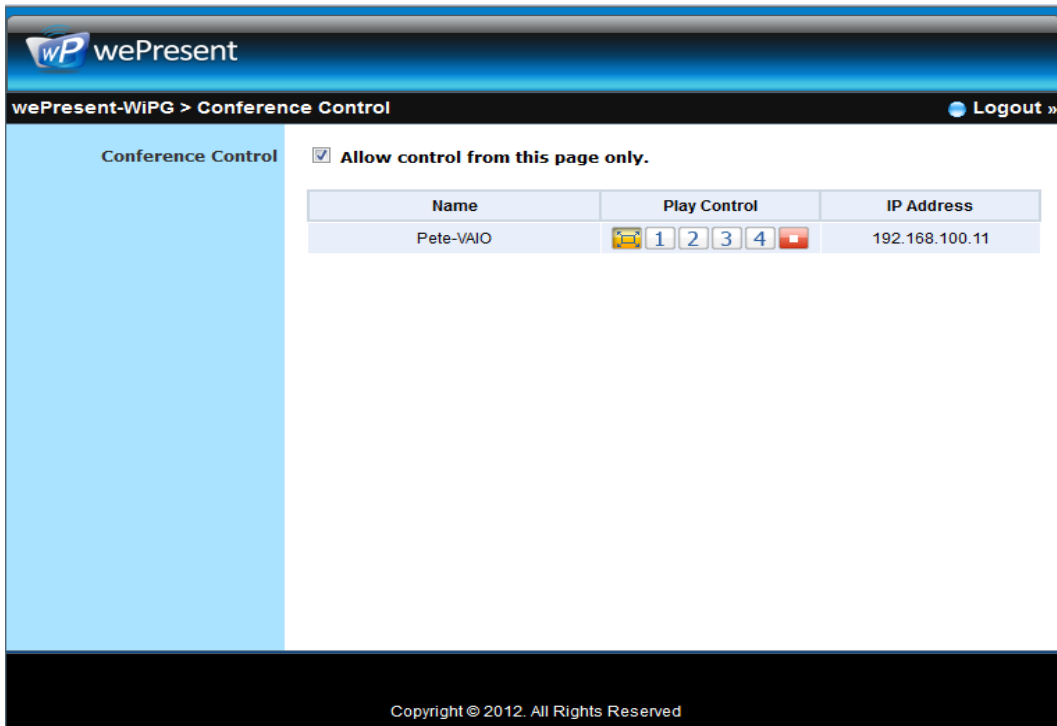 wP wePresent
wePresent-WiPG > Conference Control
Logout »
Conference Control
Allow control from this page only.
Name Play Control IP Address
Pete-VAIO 1 2 3 4 192.168.100.11
Copyright © 2012. All Rights Reserved